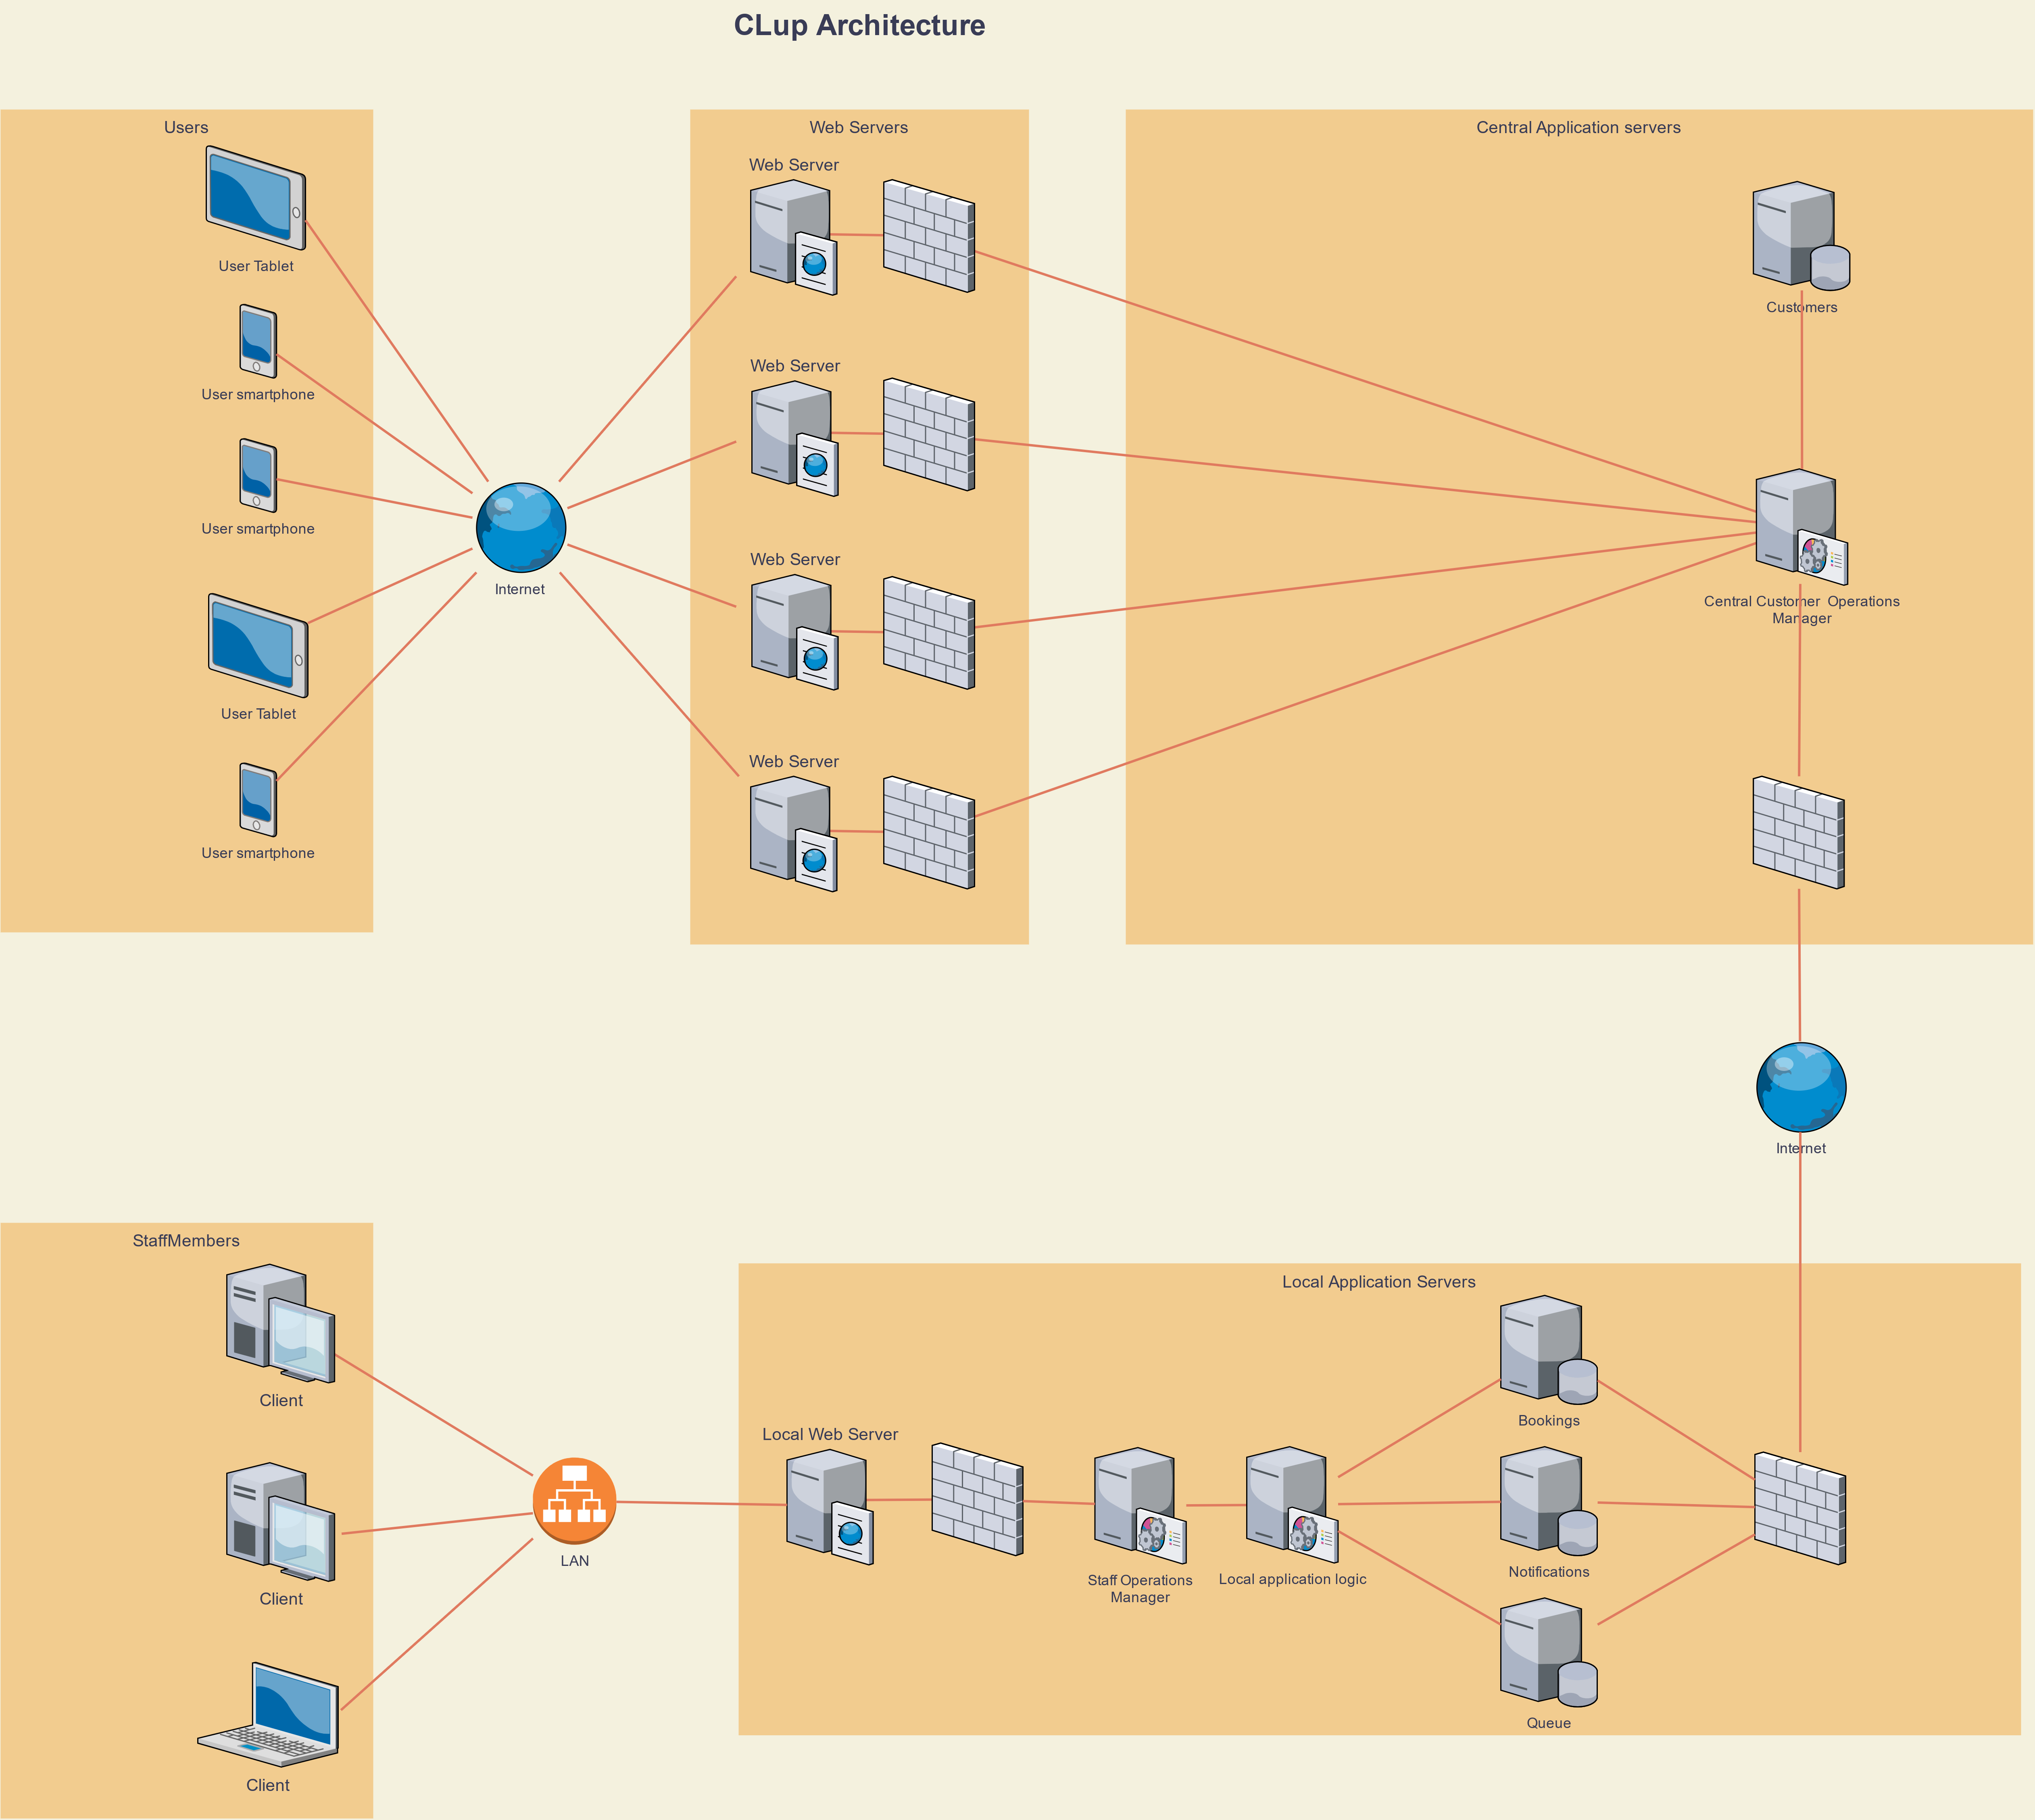 CLup Architecture
Users
User Tablet
User smartphone
User smartphone
User Tablet
User smartphone
Internet
Web Servers
Web Server
Web Server
Web Server
Web Server
Central Application servers
Customers
Central Customer  Operations
Manager
Internet
StaffMembers
Client
Client
Client
LAN
Local Application Servers
Local Web Server
Staff Operations
Manager
Local application logic
Bookings
Notifications
Queue